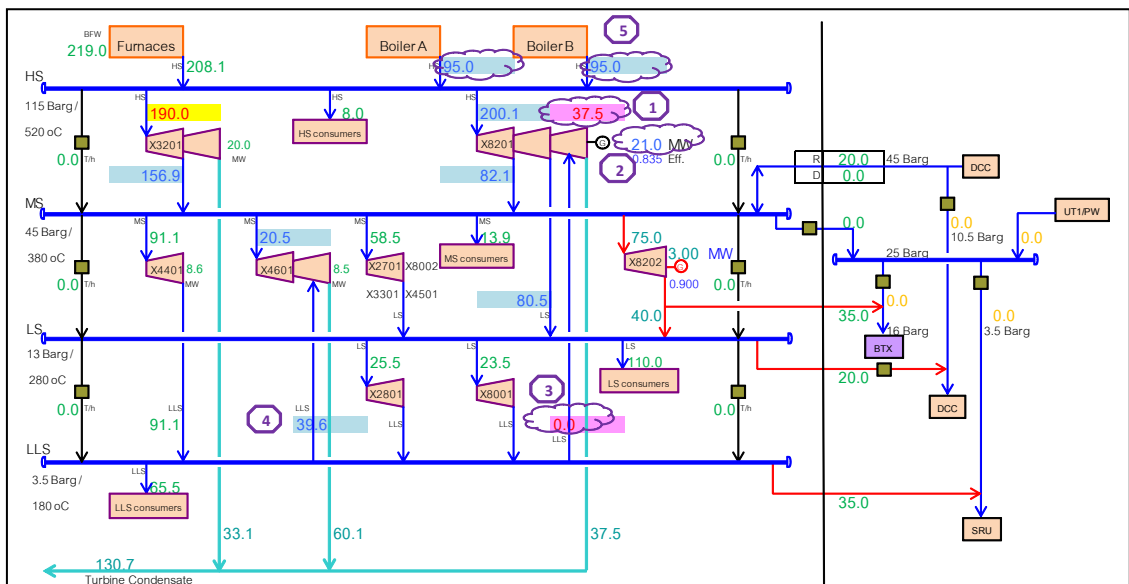 BFW
219.0
Furnaces
Boiler A
Boiler B
5
HS
208.1
HS
95.0
HS
95.0
HS
115 Barg /
520 oC
HS
190.0
HS
8.0
HS consumers
HS
200.1
37.5
1
X3201
20.0
MW
X8201
G
21.0 MW
0.835 Eff.
2
0.0 T/h
0.0 T/h
156.9
82.1
R 20.0 45 Barg
D 0.0
DCC
UT1/PW
MS
45 Barg /
380 oC
MS
91.1
MS
20.5
MS
58.5
MS
13.9
MS consumers
75.0
0.0
0.0
10.5 Barg
0.0
X4401
8.6
MW
X4601
8.5
MW
X2701
X8002
X3301
X4501
X8202
3.00 MW
G
0.900
25 Barg
0.0 T/h
0.0 T/h
80.5
LS
LS
40.0
35.0
0.0
16 Barg
0.0
3.5 Barg
BTX
LS
13 Barg /
280 oC
LS
25.5
LS
23.5
LS
110.0
LS consumers
20.0
X2801
X8001
3
0.0 T/h
0.0 T/h
DCC
LLS
91.1
4
LLS
39.6
LLS
LLS
0.0
LLS
LLS
3.5 Barg /
180 oC
LLS
65.5
LLS consumers
35.0
SRU
33.1
60.1
37.5
130.7
Turbine Condensate